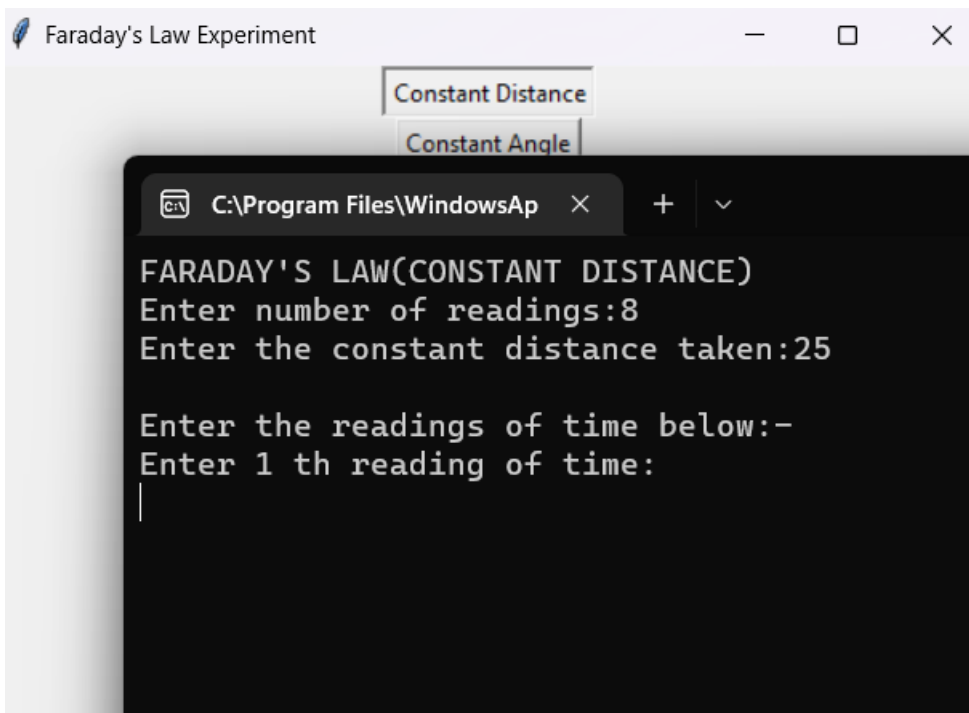 Faraday's Law Experiment
Constant Distance
Constant Angle
C:\Program Files\WindowsAp
FARADAY'S LAW(CONSTANT DISTANCE)
Enter number of readings:8
Enter the constant distance taken:25
Enter the readings of time below:-
Enter 1 th reading of time: